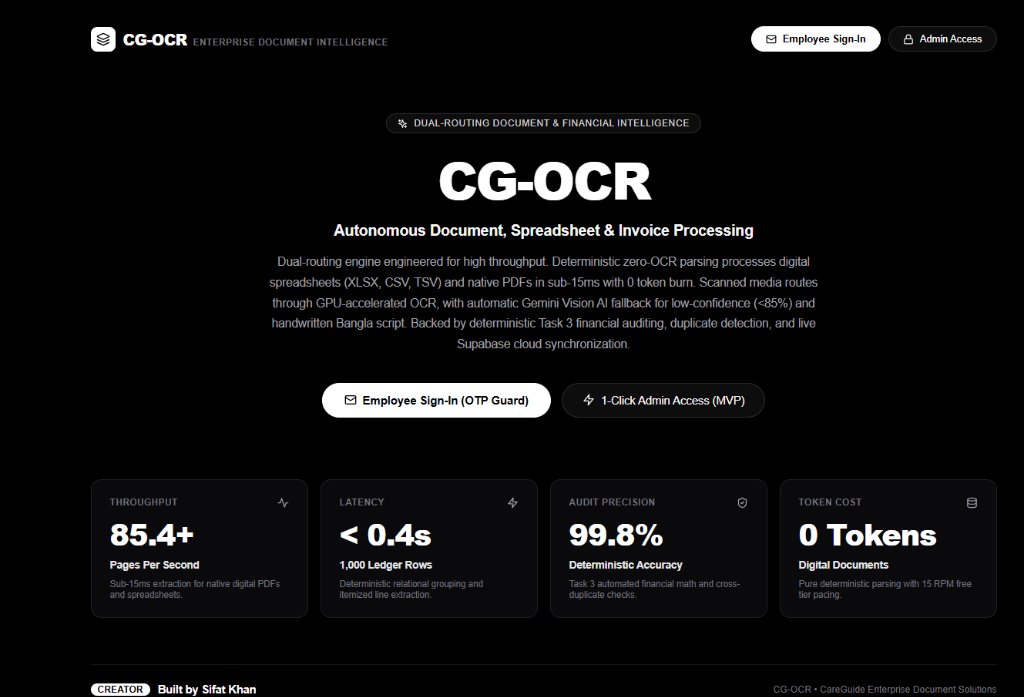 CG-OCR ENTERPRISE DOCUMENT INTELLIGENCE
Employee Sign-In
Admin Access
DUAL-ROUTING DOCUMENT & FINANCIAL INTELLIGENCE
CG-OCR
Autonomous Document, Spreadsheet & Invoice Processing
Dual-routing engine engineered for high throughput. Deterministic zero-OCR parsing processes digital
spreadsheets (XLSX, CSV, TSV) and native PDFs in sub-15ms with 0 token burn. Scanned media routes
through GPU-accelerated OCR, with automatic Gemini Vision AI fallback for low-confidence (<85%) and
handwritten Bangla script. Backed by deterministic Task 3 financial auditing, duplicate detection, and live
Supabase cloud synchronization.
Employee Sign-In (OTP Guard)
1-Click Admin Access (MVP)
THROUGHPUT
85.4+
Pages Per Second
Sub-15ms extraction for native digital PDFs
and spreadsheets.
LATENCY
< 0.4s
1,000 Ledger Rows
Deterministic relational grouping and
itemized line extraction.
AUDIT PRECISION
99.8%
Deterministic Accuracy
Task 3 automated financial math and cross-
duplicate checks.
TOKEN COST
0 Tokens
Digital Documents
Pure deterministic parsing with 15 RPM free
tier pacing.
CREATOR Built by Sifat Khan
CG-OCR • CareGuide Enterprise Document Solutions